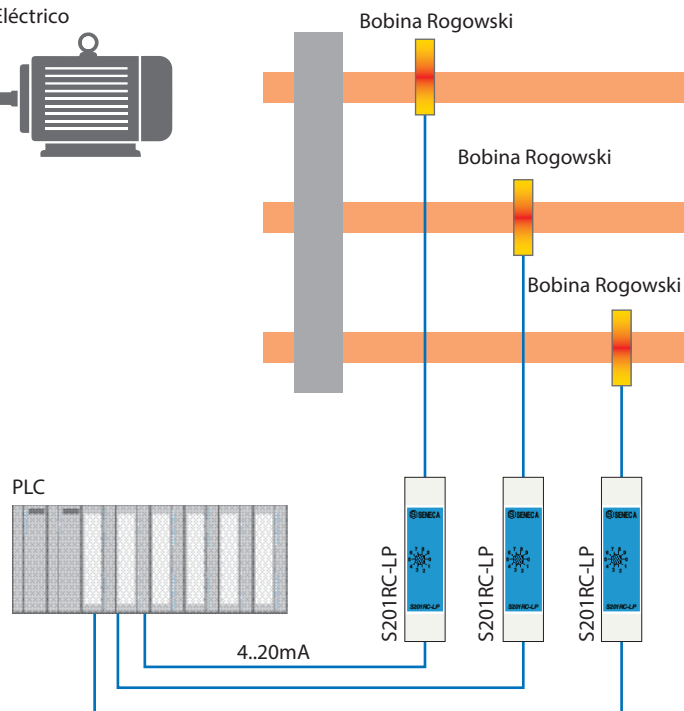 Eléctrico
Bobina Rogowski
Bobina Rogowski
Bobina Rogowski
PLC
SENECA
SENECA
SENECA
S201RC-LP
S201RC-LP
S201RC-LP
S201RC-LP
S201RC-LP
S201RC-LP
4..20mA